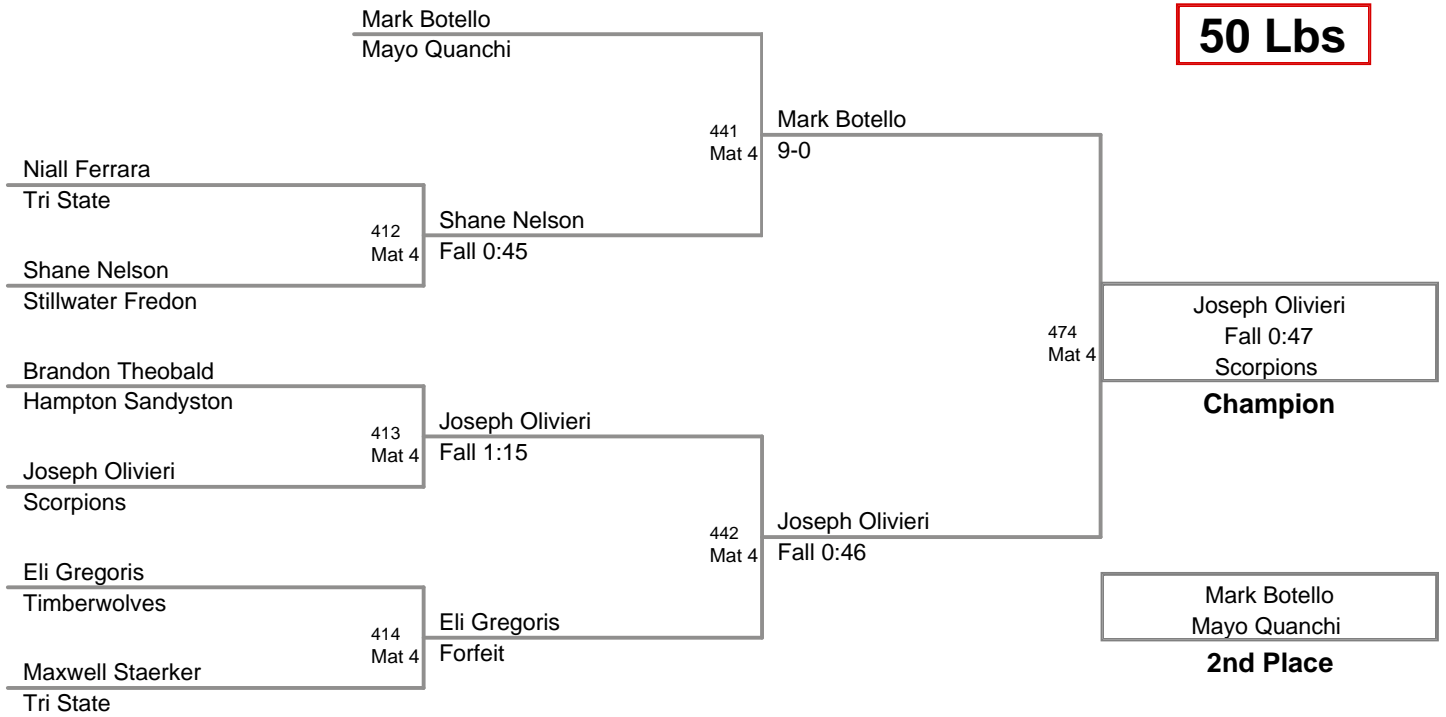 Mark Botello
Mayo Quanchi
50 Lbs
441
Mat 4
Mark Botello
9-0
Niall Ferrara
Tri State
412
Mat 4
Shane Nelson
Fall 0:45
Shane Nelson
Stillwater Fredon
474
Mat 4
Joseph Olivieri
Fall 0:47
Scorpions
Champion
Brandon Theobald
Hampton Sandyston
413
Mat 4
Joseph Olivieri
Fall 1:15
Joseph Olivieri
Scorpions
442
Mat 4
Joseph Olivieri
Fall 0:46
Eli Gregoris
Timberwolves
414
Mat 4
Eli Gregoris
Forfeit
Maxwell Staerker
Tri State
Mark Botello
Mayo Quanchi
2nd Place